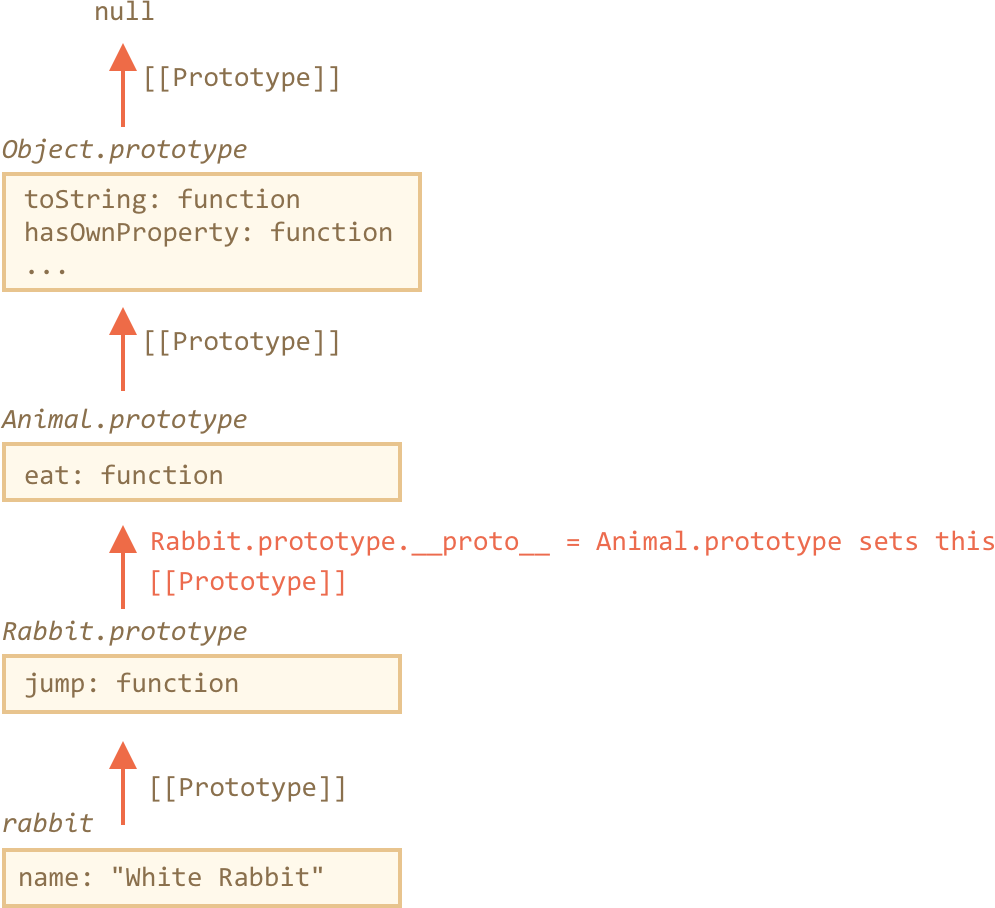 null
[[Prototype]]
Object.prototype
toString: function
hasOwnProperty: function
...
[[Prototype]]
Animal.prototype
eat: function
Rabbit.prototype.__proto__ = Animal.prototype sets this
[[Prototype]]
Rabbit.prototype
jump: function
[[Prototype]]
rabbit
name: "White Rabbit"